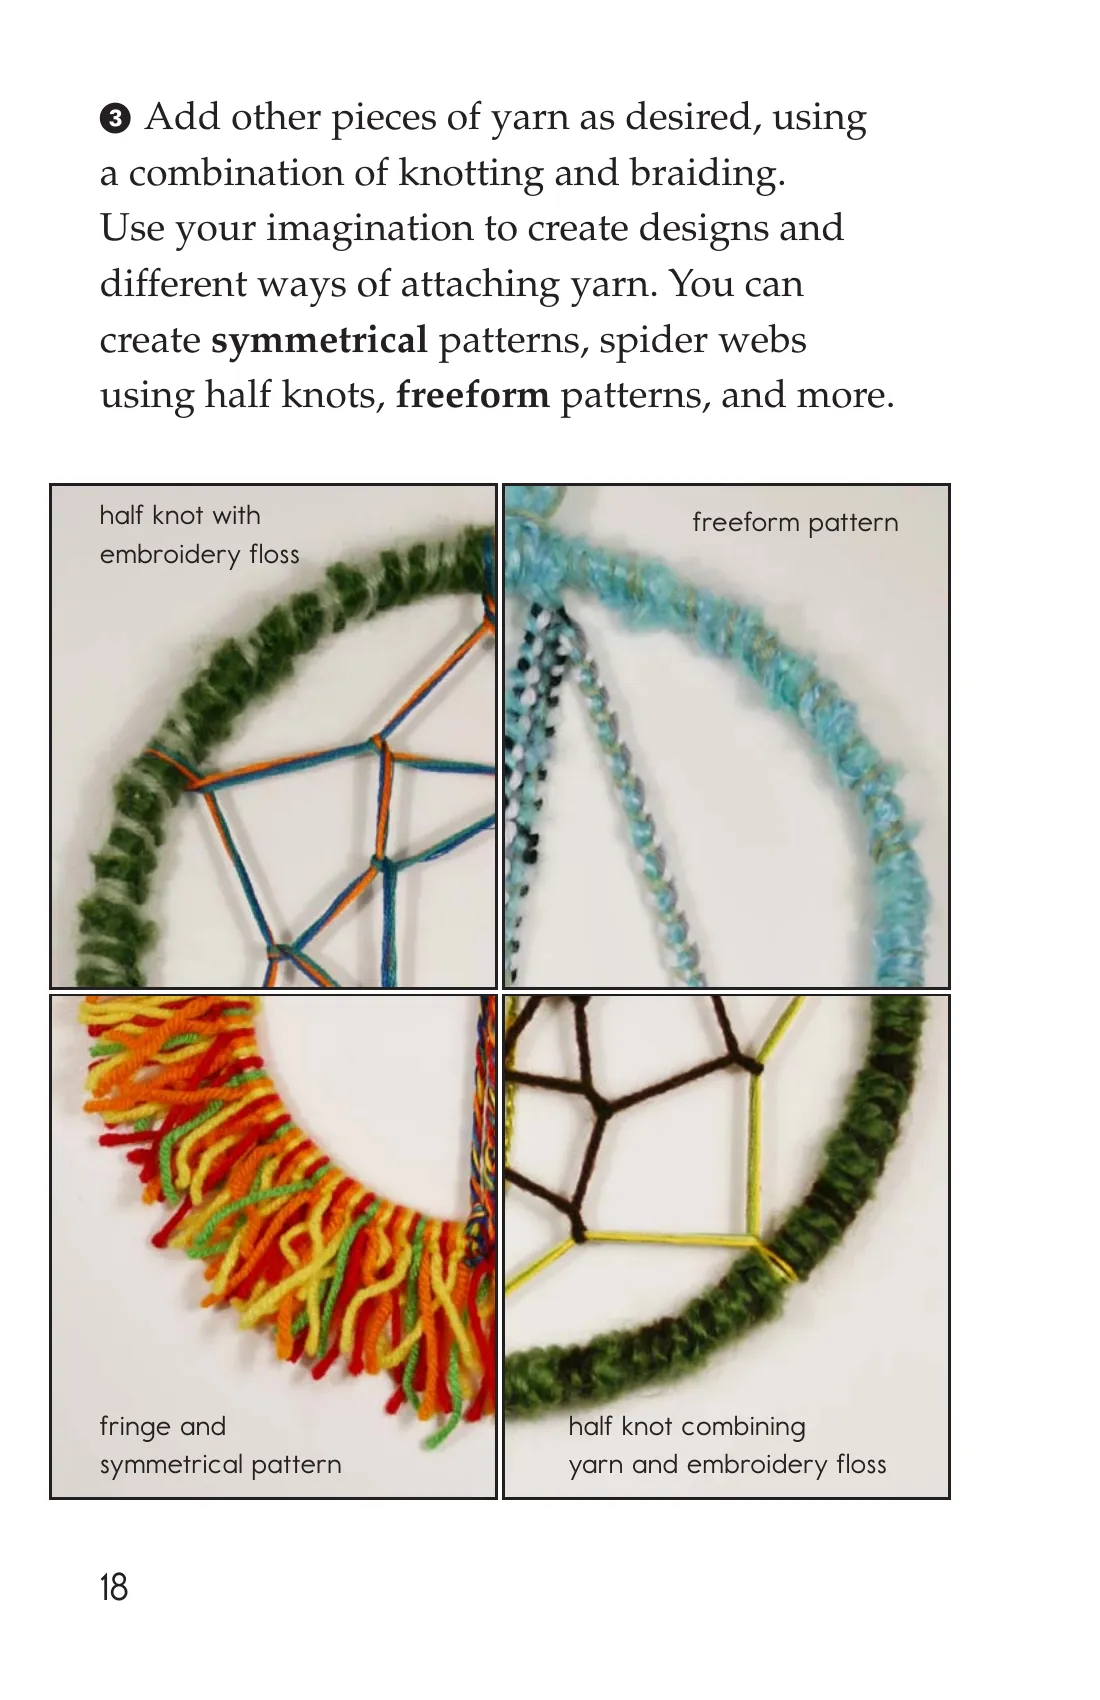 3 Add other pieces of yarn as desired, using
a combination of knotting and braiding.
Use your imagination to create designs and
different ways of attaching yarn. You can
create symmetrical patterns, spider webs
using half knots, freeform patterns, and more.
half knot with
embroidery floss
freeform pattern
fringe and
symmetrical pattern
half knot combining
yarn and embroidery floss
18